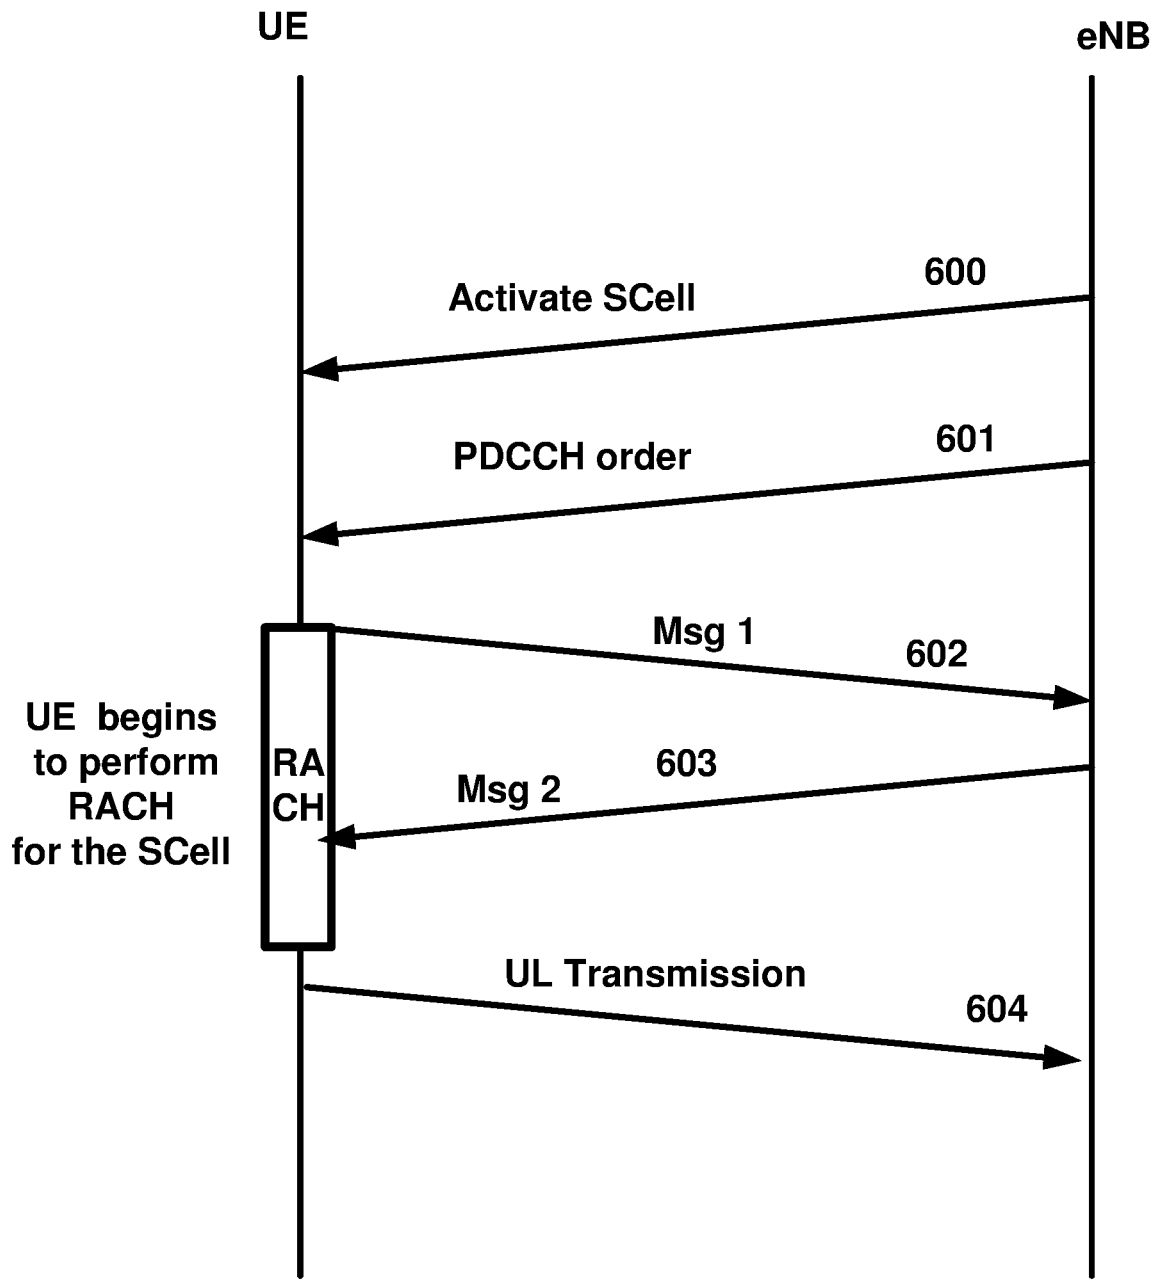 UE
eNB
600
Activate SCell
601
PDCCH order
Msg 1
602
UE begins
to perform
RACH
for the SCell
RA
CH
603
Msg 2
UL Transmission
604